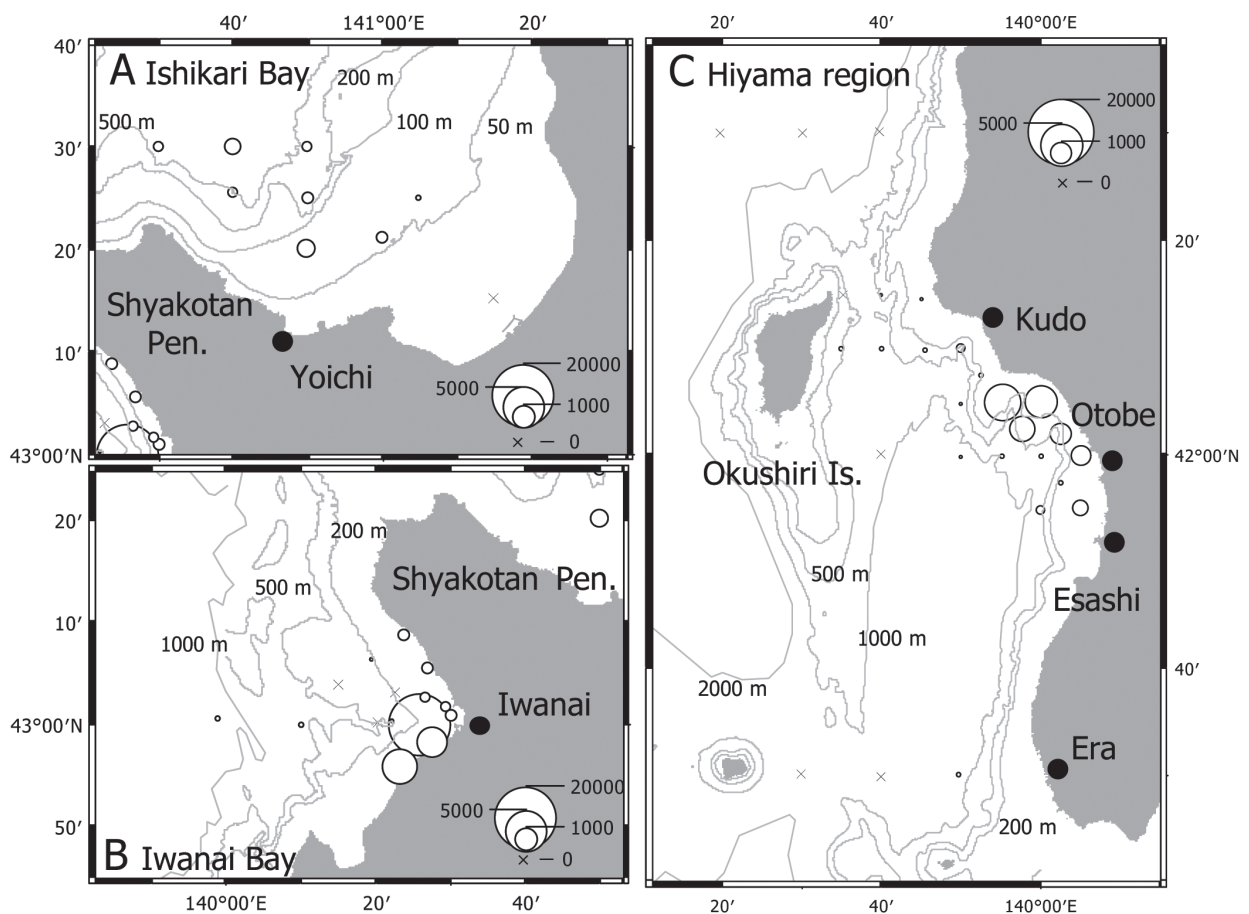 40′ 141°00′E 20′
40′
A Ishikari Bay
200 m
500 m
100 m
50 m
30′
20′
Shyakotan
Pen.
10′
Yoichi
20000
5000
1000
× — 0
43°00′N
20′
200 m
500 m
Shyakotan Pen.
10′
1000 m
43°00′N
Iwanai
20000
5000
1000
× — 0
50′
B Iwanai Bay
140°00′E 20′ 40′
20′ 40′ 140°00′E
C Hiyama region
20000
5000
1000
× — 0
20′
Kudo
Otobe
42°00′N
Okushiri Is.
500 m
Esashi
1000 m
40′
2000 m
Era
200 m
20′ 40′ 140°00′E